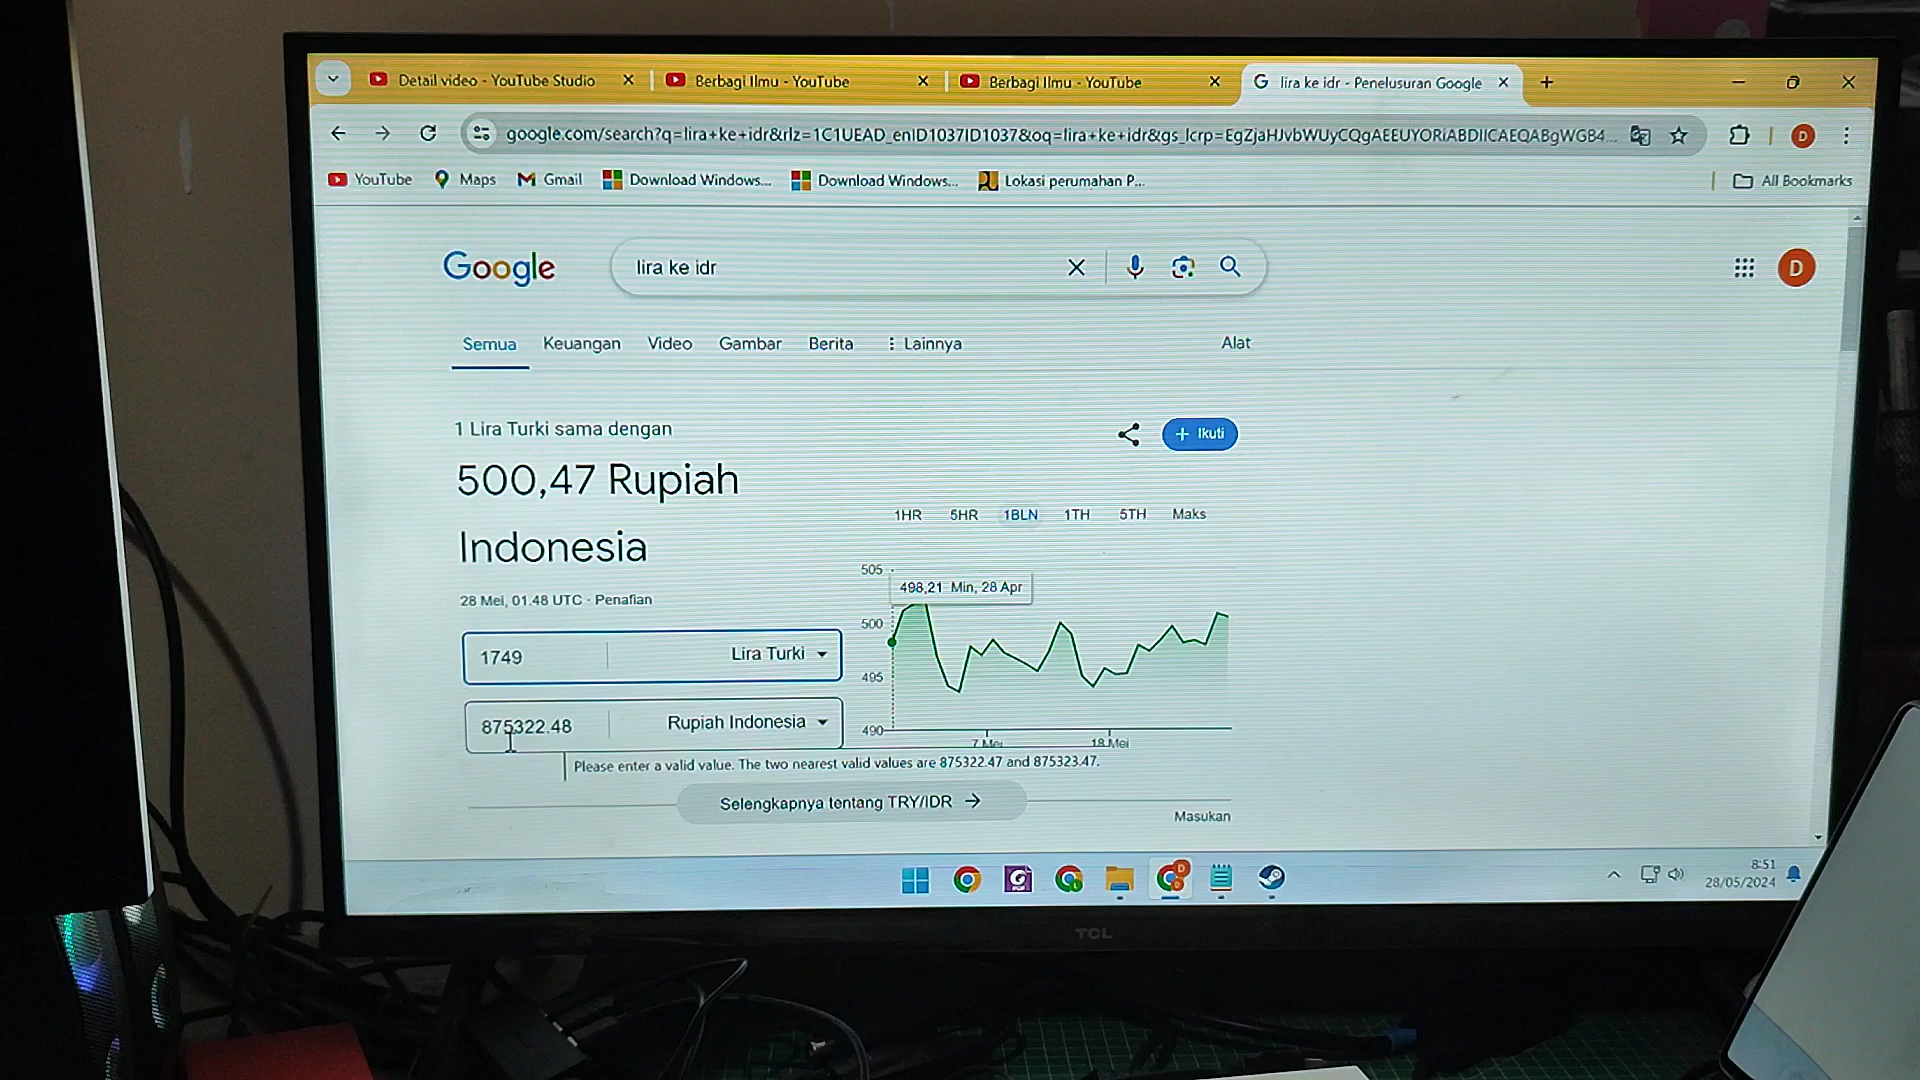 Detail video - YouTube Studio
Berbagi Ilmu - YouTube
Berbagi Ilmu - YouTube
lira ke idr - Penelusuran Google
google.com/search?q=lira+ke+idr&rlz=1C1UEAD_enID1037ID1037&oq=lira+ke+idr&gs_lcrp=EgZjaHJvbWUyCQgAEEUYORiABDIICAEQABgWGB4...
D
YouTube
Maps
Gmail
Download Windows...
Download Windows...
Lokasi perumahan P...
All Bookmarks
Google
lira ke idr
D
Semua
Keuangan
Video
Gambar
Berita
Lainnya
Alat
1 Lira Turki sama dengan
500,47 Rupiah
Indonesia
+ Ikuti
28 Mei, 01.48 UTC · Penafian
1749
Lira Turki
875322.48
Rupiah Indonesia
1HR 5HR 1BLN 1TH 5TH Maks
505
498,21 Min, 28 Apr
500
495
490
7 Mei
18 Mei
Please enter a valid value. The two nearest valid values are 875322.47 and 875323.47.
Selengkapnya tentang TRY/IDR →
Masukan
8:51
28/05/2024
TCL